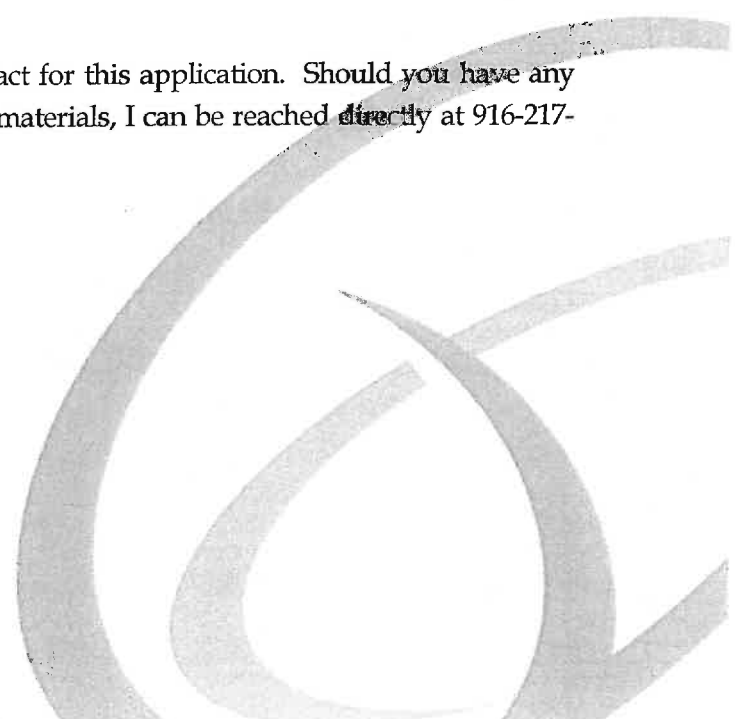 act for this application. Should you have any
materials, I can be reached directly at 916-217-